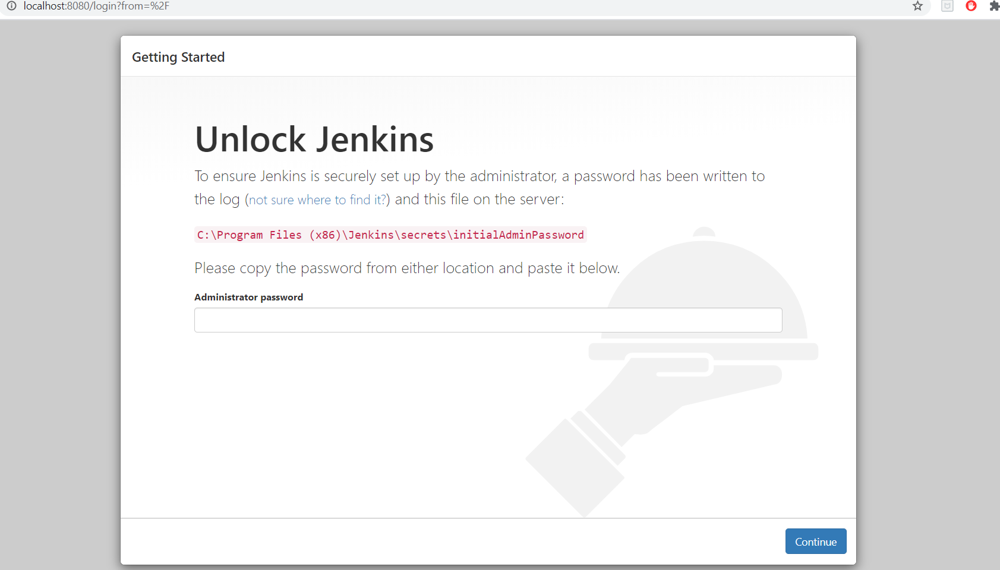 localhost:8080/login?from=%2F
Getting Started
Unlock Jenkins
To ensure Jenkins is securely set up by the administrator, a password has been written to
the log (not sure where to find it?) and this file on the server:
C:\Program Files (x86)\Jenkins\secrets\initialAdminPassword
Please copy the password from either location and paste it below.
Administrator password
Continue